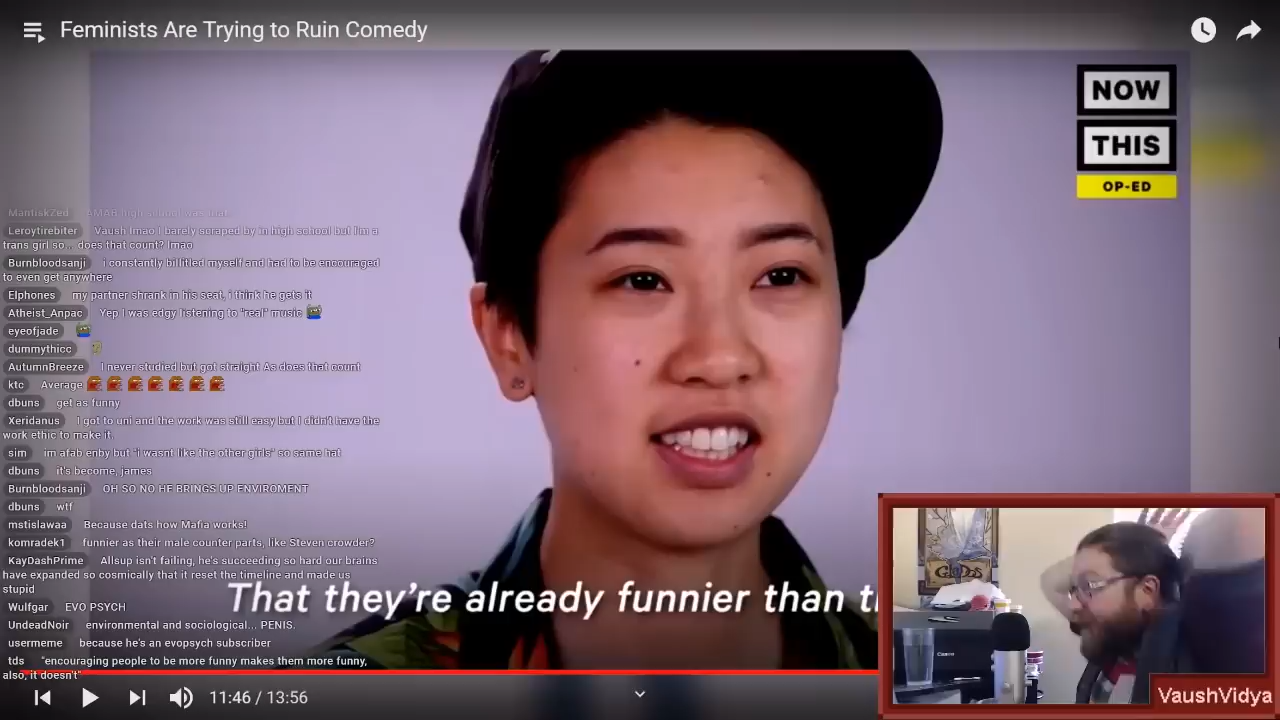 Feminists Are Trying to Ruin Comedy
NOW
THIS
OP-ED
MantiskZed AMAB high school was that
Leroytirebiter Vaush lmao I barely scraped by in high school but I'm a
trans girl so... does that count? lmao
Burnbloodsanji i constantly billitled myself and had to be encouraged
to even get anywhere
Elphones my partner shrank in his seat, i think he gets it
Atheist_Anpac Yep I was edgy listening to "real" music
eyeofjade
dummythicc
AutumnBreeze I never studied but got straight As does that count
ktc Average
dbuns get as funny
Xeridanus I got to uni and the work was still easy but I didn't have the
work ethic to make it.
sim im afab enby but "i wasnt like the other girls" so same hat
dbuns it's become, james
Burnbloodsanji OH SO NO HE BRINGS UP ENVIROMENT
dbuns wtf
mstislawaa Because dats how Mafia works!
komradek1 funnier as their male counter parts, like Steven crowder?
KayDashPrime Allsup isn't failing, he's succeeding so hard our brains
have expanded so cosmically that it reset the timeline and made us
stupid
Wulfgar EVO PSYCH
UndeadNoir environmental and sociological... PENIS.
usermeme because he's an evopsych subscriber
tds "encouraging people to be more funny makes them more funny,
also, it doesn't"
That they're already funnier than
11:46 / 13:56
Canon
VaushVidya